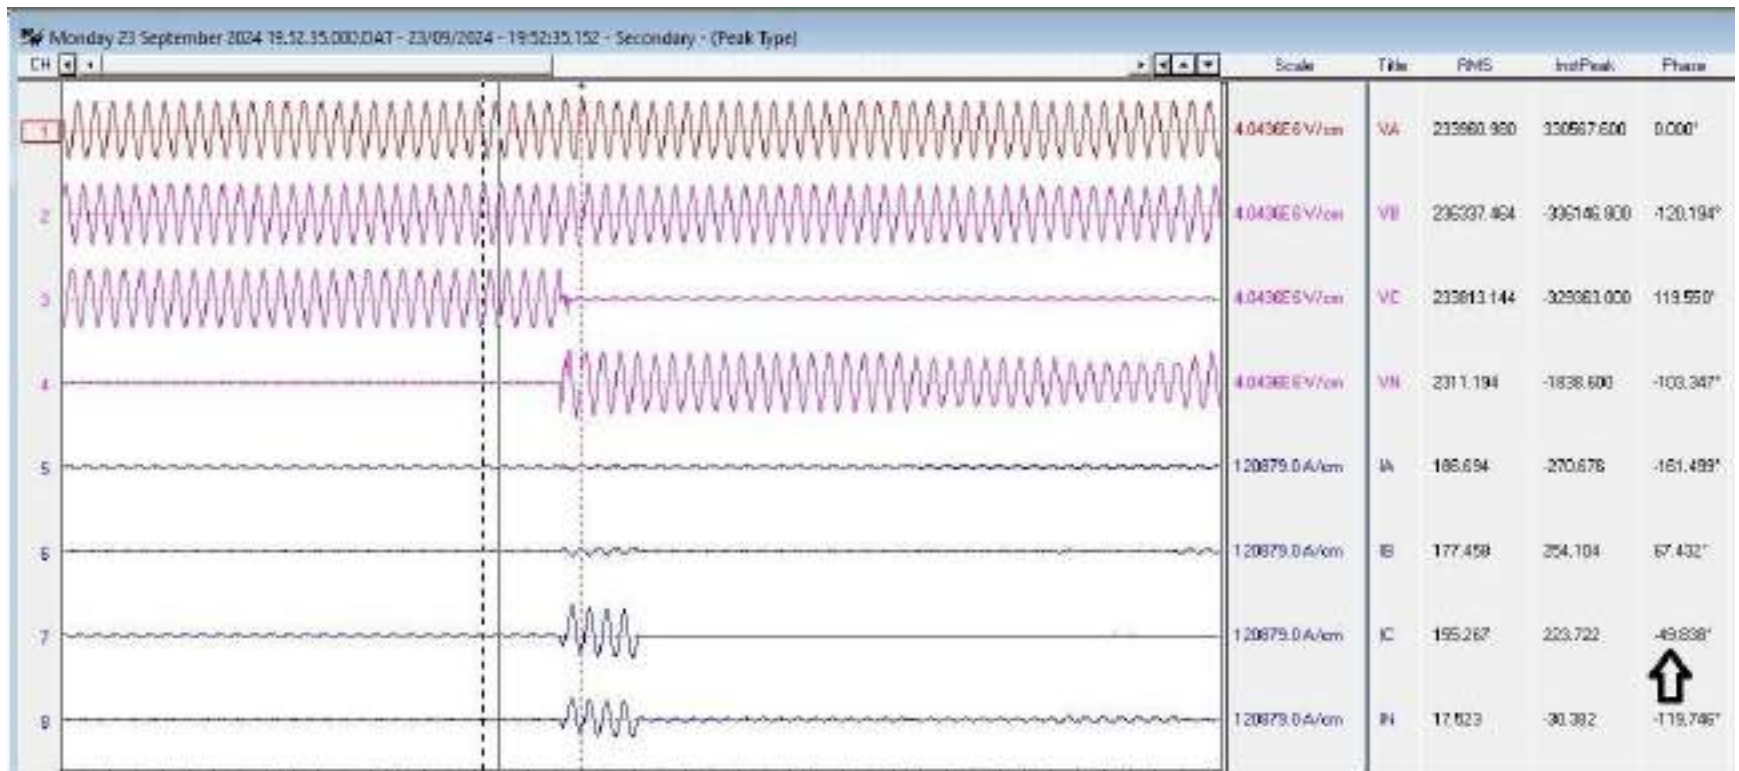 Monday 23 September 2024 19.52.35.000.DAT - 23/09/2024 - 19:52:35.152 - Secondary - (Peak Type)
CH Scale Title RMS InstPeak Phase
1 4.0436E6 V/cm VA 233960.980 330567.600 0.000°
2 4.0436E6 V/cm VB 236337.464 -336146.800 -120.194°
3 4.0436E6 V/cm VC 233813.144 -329363.000 119.550°
4 4.0436E6 V/cm VN 2311.194 -1838.600 -103.347°
5 120879.0 A/cm IA 186.694 -270.676 -161.499°
6 120879.0 A/cm IB 177.458 254.104 67.432°
7 120879.0 A/cm IC 195.267 223.722 -49.838°
8 120879.0 A/cm IN 17.523 -30.382 -119.746°